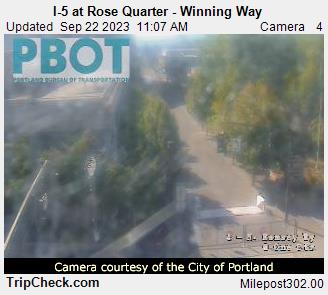 I-5 at Rose Quarter - Winning Way
Updated Sep 22 2023 11:07 AM Camera 4
PBOT
PORTLAND BUREAU OF TRANSPORTATION
Camera courtesy of the City of Portland
TripCheck.com Milepost302.00